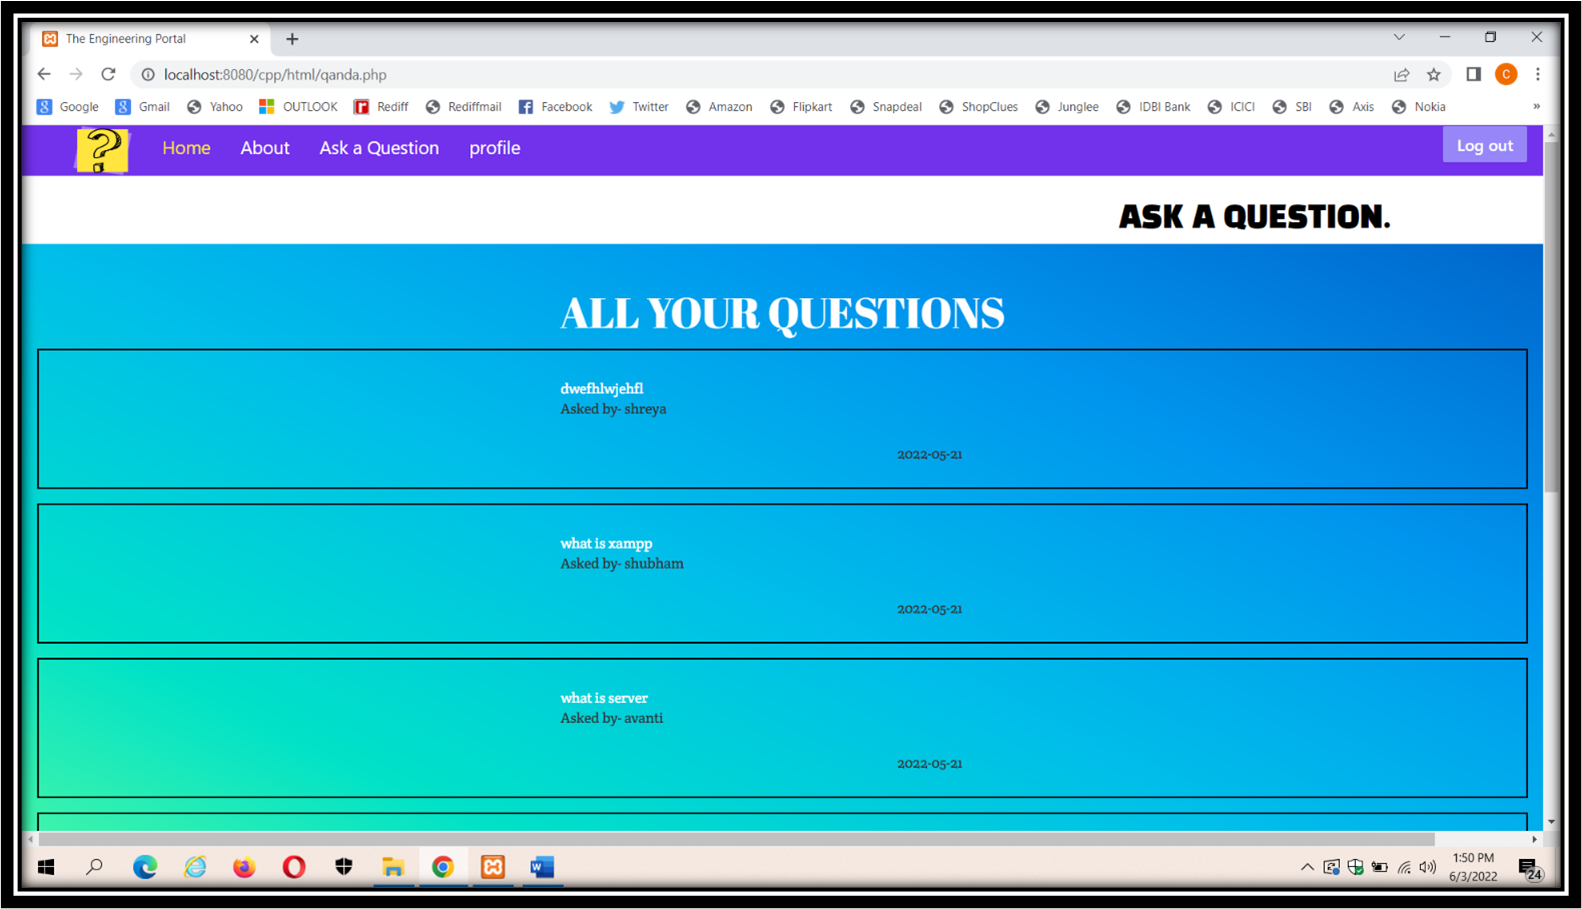 The Engineering Portal
localhost:8080/cpp/html/qanda.php
C
Google Gmail Yahoo OUTLOOK Rediff Rediffmail Facebook Twitter Amazon Flipkart Snapdeal ShopClues Junglee IDBI Bank ICICI SBI Axis Nokia »
? Home About Ask a Question profile Log out
ASK A QUESTION.
ALL YOUR QUESTIONS
dwefhlwjehfl
Asked by- shreya
2022-05-21
what is xampp
Asked by- shubham
2022-05-21
what is server
Asked by- avanti
2022-05-21
1:50 PM
6/3/2022
24